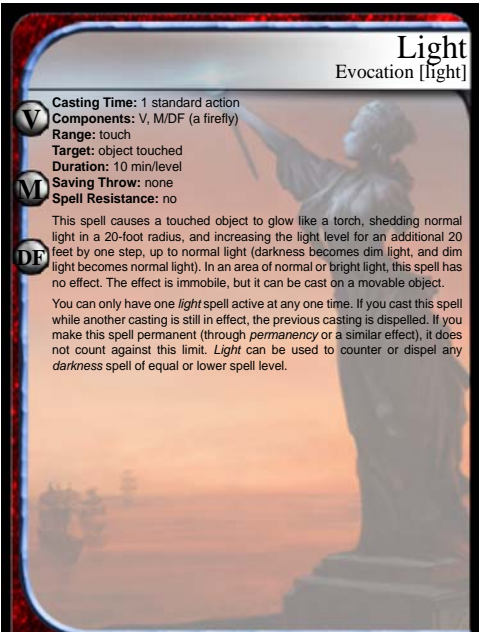 Light
Evocation [light]
V
Casting Time: 1 standard action
Components: V, M/DF (a firefly)
Range: touch
Target: object touched
Duration: 10 min/level
M
Saving Throw: none
Spell Resistance: no
This spell causes a touched object to glow like a torch, shedding normal
light in a 20-foot radius, and increasing the light level for an additional 20
DF
feet by one step, up to normal light (darkness becomes dim light, and dim
light becomes normal light). In an area of normal or bright light, this spell has
no effect. The effect is immobile, but it can be cast on a movable object.
You can only have one light spell active at any one time. If you cast this spell
while another casting is still in effect, the previous casting is dispelled. If you
make this spell permanent (through permanency or a similar effect), it does
not count against this limit. Light can be used to counter or dispel any
darkness spell of equal or lower spell level.